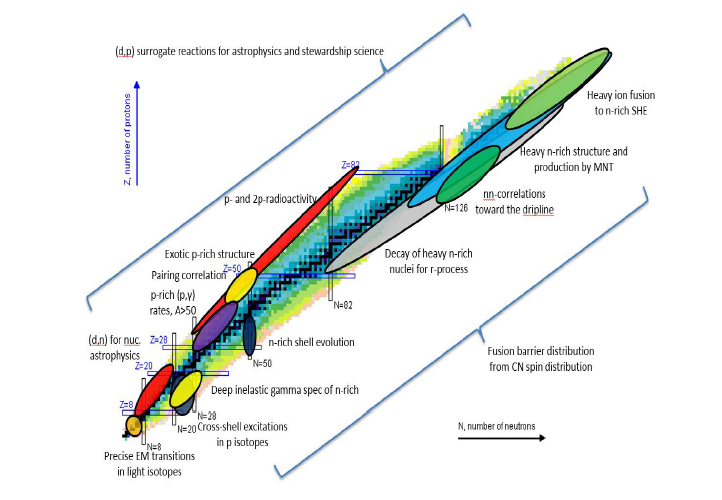 (d,p) surrogate reactions for astrophysics and stewardship science
Z, number of protons
Heavy ion fusion
to n-rich SHE
Z=82
Heavy n-rich structure and
production by MNT
p- and 2p-radioactivity
nn-correlations
toward the dripline
N=126
Exotic p-rich structure
Decay of heavy n-rich
nuclei for r-process
Z=50
Pairing correlation
p-rich (p,γ)
rates, A>50
N=82
(d,n) for nuc.
astrophysics
Z=28
n-rich shell evolution
Fusion barrier distribution
from CN spin distribution
N=50
Z=20
Deep inelastic gamma spec of n-rich
Z=8
N=28
N=20
Cross-shell excitations
in p isotopes
N, number of neutrons
N=8
Precise EM transitions
in light isotopes